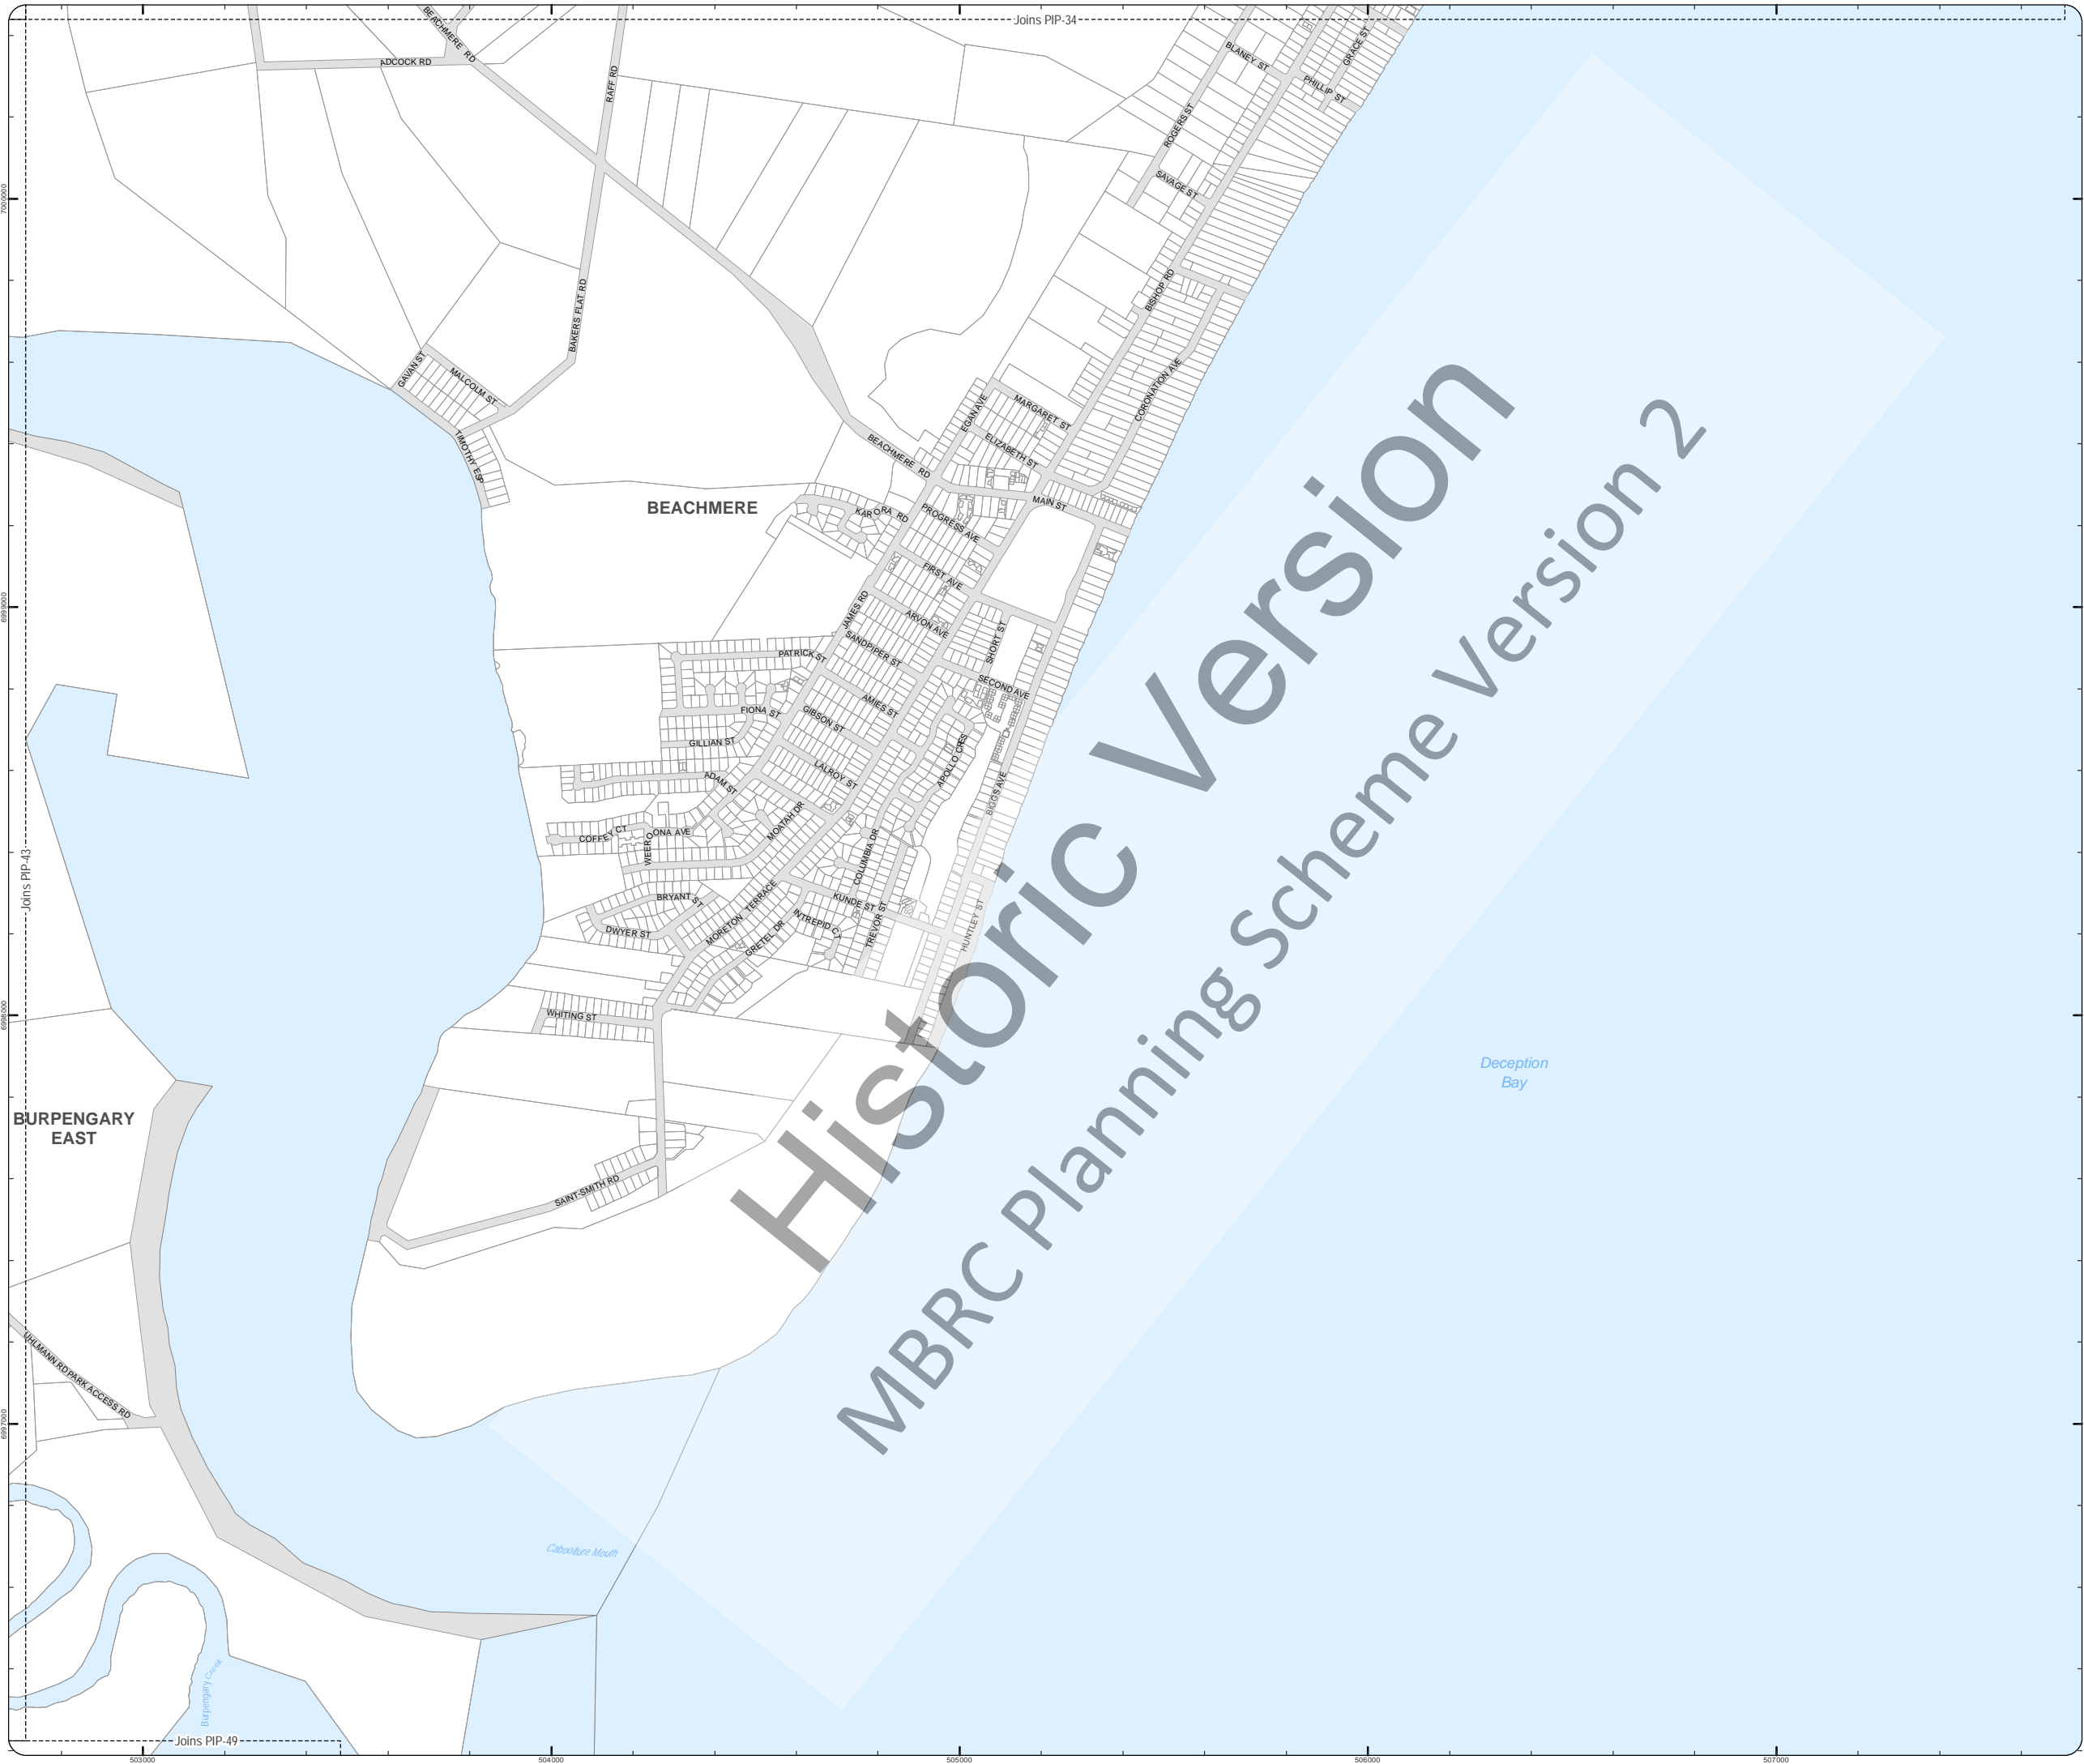 Joins PIP-34
BEACHMERE RD
ADCOCK RD
RAFF RD
BLANEY ST
GRACE ST
PHILLIP ST
ROGERS ST
SAVAGE ST
7000000
BISHOP RD
BAKERS FLAT RD
GAVAN ST
MALCOLM ST
TIMOTHY ESP
CORONATION AVE
EGAN AVE
MARGARET ST
ELIZABETH ST
BEACHMERE RD
MAIN ST
BEACHMERE
KARORA RD
PROGRESS AVE
FIRST AVE
6999000
JAMES RD
ARVON AVE
SHORT ST
SANDPIPER ST
PATRICK ST
SECOND AVE
AMIES ST
FIONA ST
GIBSON ST
GILLIAN ST
APOLLO CRES
LALROY ST
ADAM ST
BIGGS AVE
MOATAH DR
COFFEY CT
WEEROONA AVE
COLUMBIA DR
Joins PIP-43
BRYANT ST
MORETON TERRACE
KUNDE ST
TREVOR ST
INTREPID CT
HUNTLEY ST
DWYER ST
GRETEL DR
6998000
WHITING ST
Deception
Bay
BURPENGARY
EAST
SAINT-SMITH RD
Historic Version
MBRC Planning Scheme Version 2
UHLMANN RD PARK ACCESS RD
6997000
Caboolture Mouth
Burpengary Creek
Joins PIP-49
503000
504000
505000
506000
507000